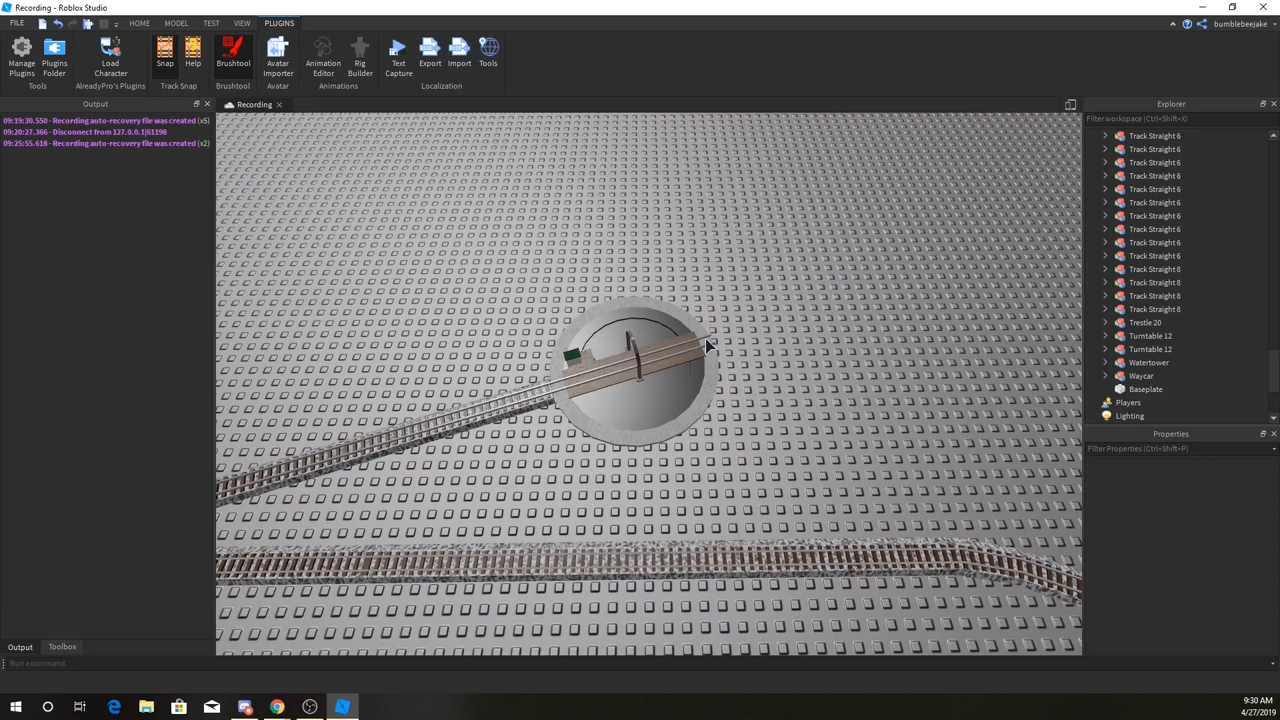 Recording - Roblox Studio
FILE HOME MODEL TEST VIEW PLUGINS bumblebeejake
Manage Plugins
Plugins Folder
Load Character
Snap
Help
Brushtool
Avatar Importer
Animation Editor
Rig Builder
Text Capture
Export
Import
Tools
Tools AlreadyPro's Plugins Track Snap Brushtool Avatar Animations Localization
Output
09:19:30.550 - Recording auto-recovery file was created (x5)
09:20:27.366 - Disconnect from 127.0.0.1|61198
09:25:55.618 - Recording auto-recovery file was created (x2)
Recording
Explorer
Filter workspace (Ctrl+Shift+X)
Track Straight 6
Track Straight 6
Track Straight 6
Track Straight 6
Track Straight 6
Track Straight 6
Track Straight 6
Track Straight 6
Track Straight 6
Track Straight 6
Track Straight 8
Track Straight 8
Track Straight 8
Track Straight 8
Trestle 20
Turntable 12
Turntable 12
Watertower
Waycar
Baseplate
Players
Lighting
Properties
Filter Properties (Ctrl+Shift+P)
Output Toolbox
Run a command
9:30 AM
4/27/2019